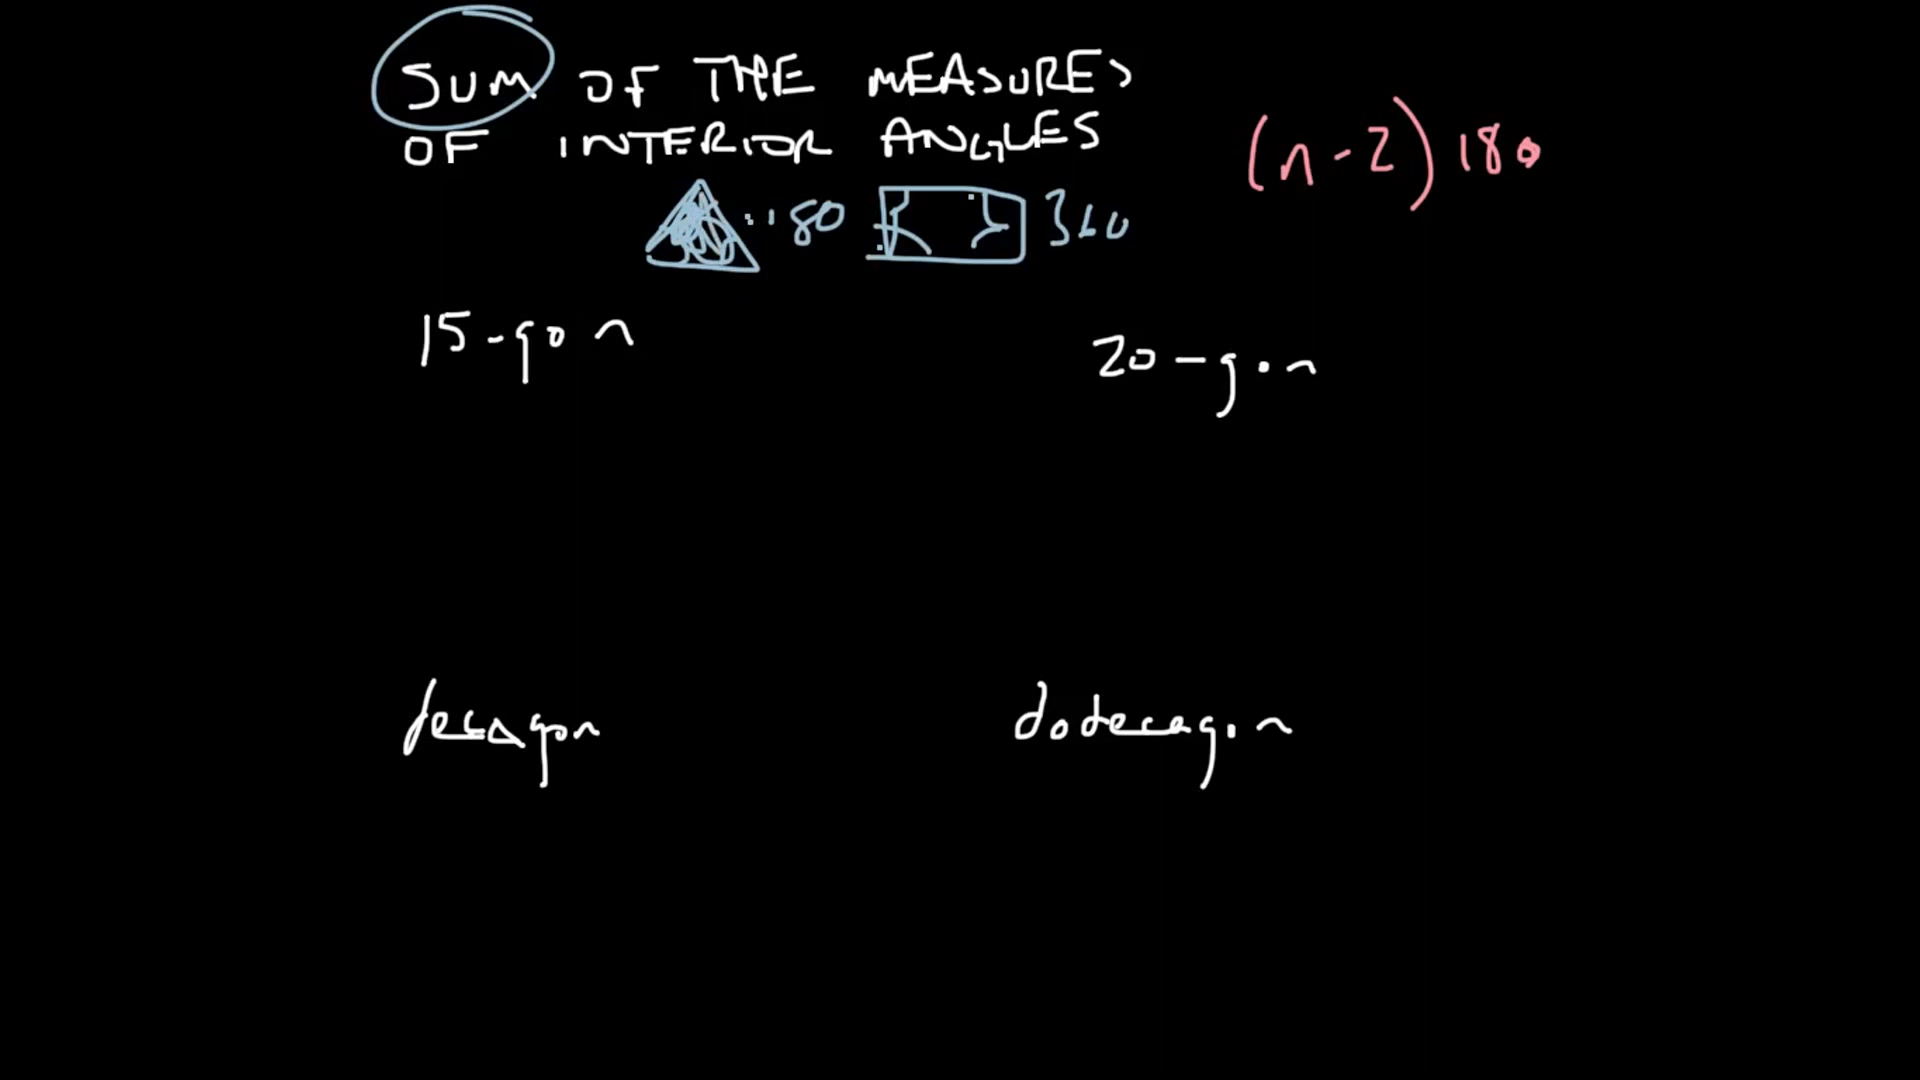 SUM OF THE MEASURES
OF INTERIOR ANGLES
(n-2)180
180
360
15-gon
20-gon
decagon
dodecagon